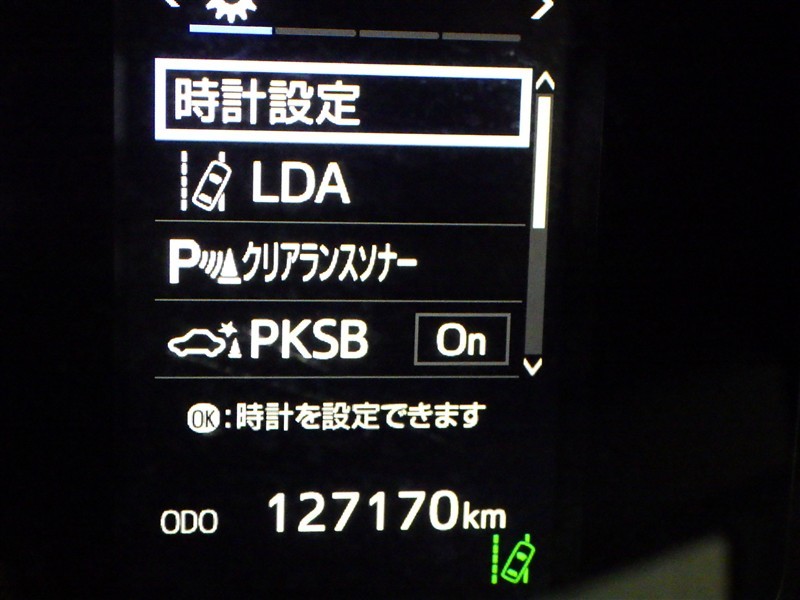 時計設定
LDA
Pクリアランスソナー
PKSB On
OK:時計を設定できます
ODO 127170km